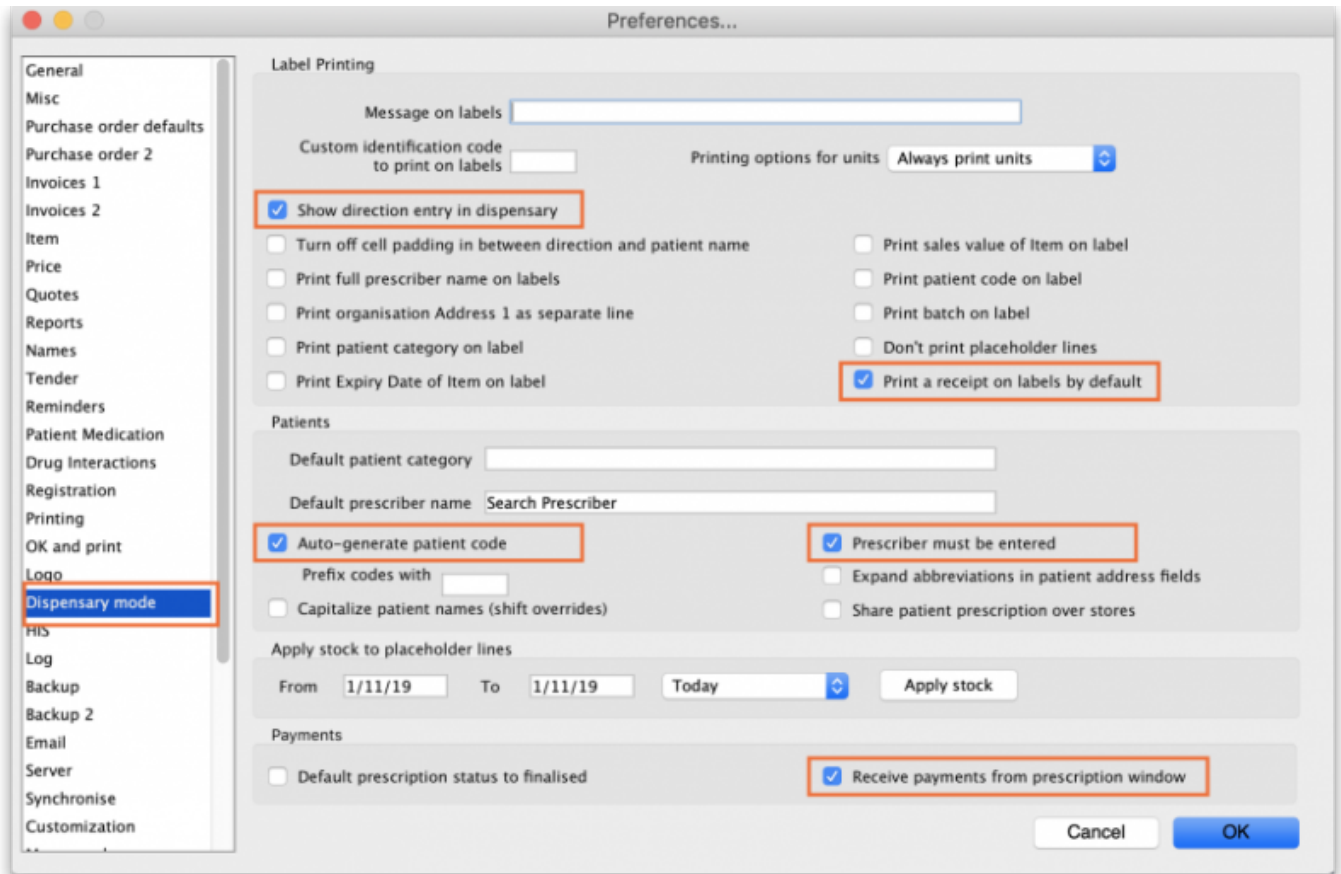 Preferences...
General
Misc
Purchase order defaults
Purchase order 2
Invoices 1
Invoices 2
Item
Price
Quotes
Reports
Names
Tender
Reminders
Patient Medication
Drug Interactions
Registration
Printing
OK and print
Logo
Dispensary mode
HIS
Log
Backup
Backup 2
Email
Server
Synchronise
Customization
Label Printing
Message on labels
Custom identification code
to print on labels
Printing options for units Always print units
Show direction entry in dispensary
Turn off cell padding in between direction and patient name
Print sales value of Item on label
Print full prescriber name on labels
Print patient code on label
Print organisation Address 1 as separate line
Print batch on label
Print patient category on label
Don't print placeholder lines
Print Expiry Date of Item on label
Print a receipt on labels by default
Patients
Default patient category
Default prescriber name Search Prescriber
Auto-generate patient code
Prescriber must be entered
Prefix codes with
Expand abbreviations in patient address fields
Capitalize patient names (shift overrides)
Share patient prescription over stores
Apply stock to placeholder lines
From 1/11/19 To 1/11/19 Today Apply stock
Payments
Default prescription status to finalised
Receive payments from prescription window
Cancel OK